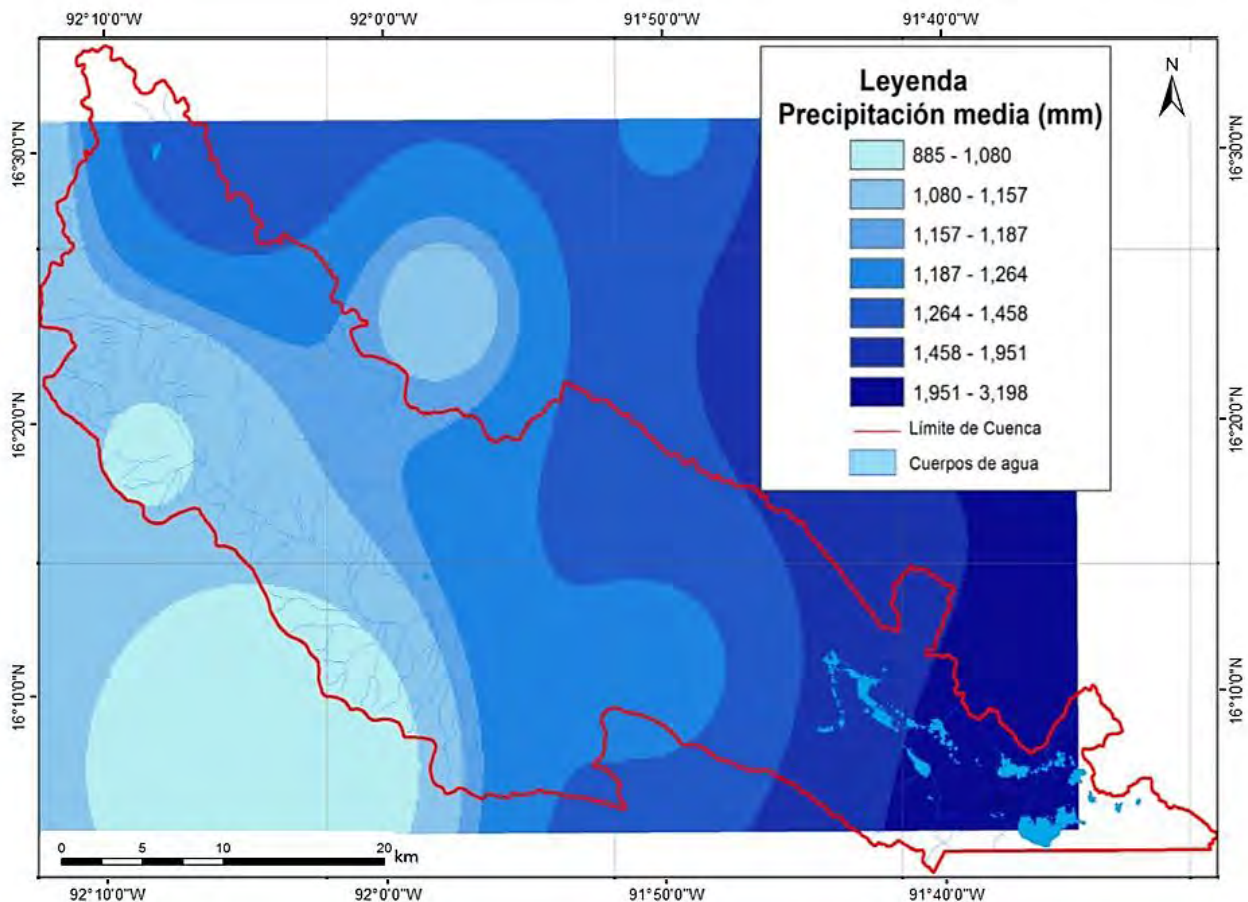 92°10'0"W 92°0'0"W 91°50'0"W 91°40'0"W
N
Leyenda
Precipitación media (mm)
885 - 1,080
1,080 - 1,157
1,157 - 1,187
1,187 - 1,264
1,264 - 1,458
1,458 - 1,951
1,951 - 3,198
Límite de Cuenca
Cuerpos de agua
16°30'0"N 16°30'0"N
16°20'0"N 16°20'0"N
16°10'0"N 16°10'0"N
0 5 10 20 km
92°10'0"W 92°0'0"W 91°50'0"W 91°40'0"W